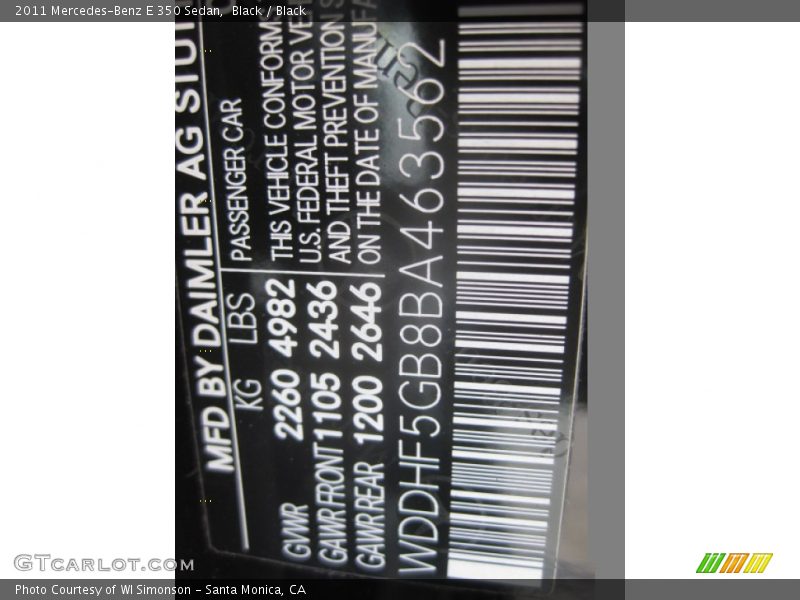 2011 Mercedes-Benz E 350 Sedan,  Black / Black
MFD BY DAIMLER AG STUT
KG LBS PASSENGER CAR
GVWR 2260 4982 THIS VEHICLE CONFORM
GAWR FRONT 1105 2436 U.S. FEDERAL MOTOR VE
GAWR REAR 1200 2646 AND THEFT PREVENTION S
ON THE DATE OF MANUFA
WDDHF5GB8BA463562
GTcarlot.com
Photo Courtesy of WI Simonson - Santa Monica, CA